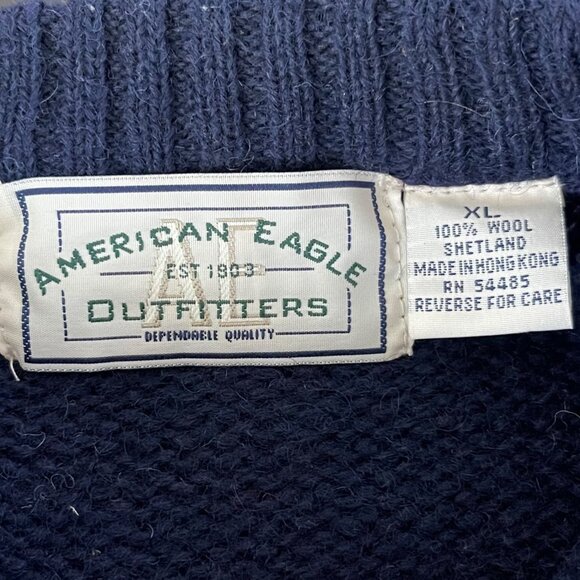 AMERICAN EAGLE
EST 1903
OUTFITTERS
DEPENDABLE QUALITY
XL
100% WOOL
SHETLAND
MADE IN HONG KONG
RN 54485
REVERSE FOR CARE